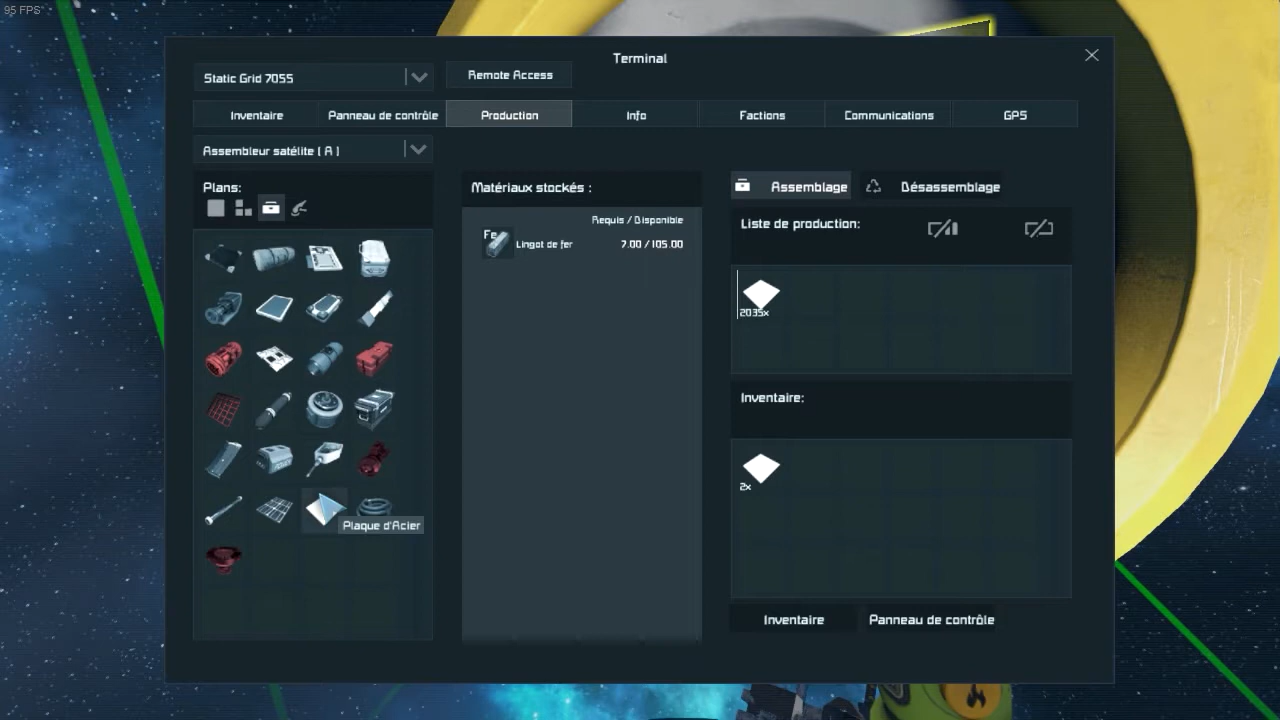 95 FPS
Terminal
Static Grid 7055
Remote Access
Inventaire
Panneau de contrôle
Production
Info
Factions
Communications
GPS
Assembleur satélite ( A )
Plans:
Matériaux stockés :
Requis / Disponible
Fe
Lingot de fer
7.00 / 105.00
Assemblage
Désassemblage
Liste de production:
2035x
Inventaire:
2x
Plaque d'Acier
Inventaire
Panneau de contrôle